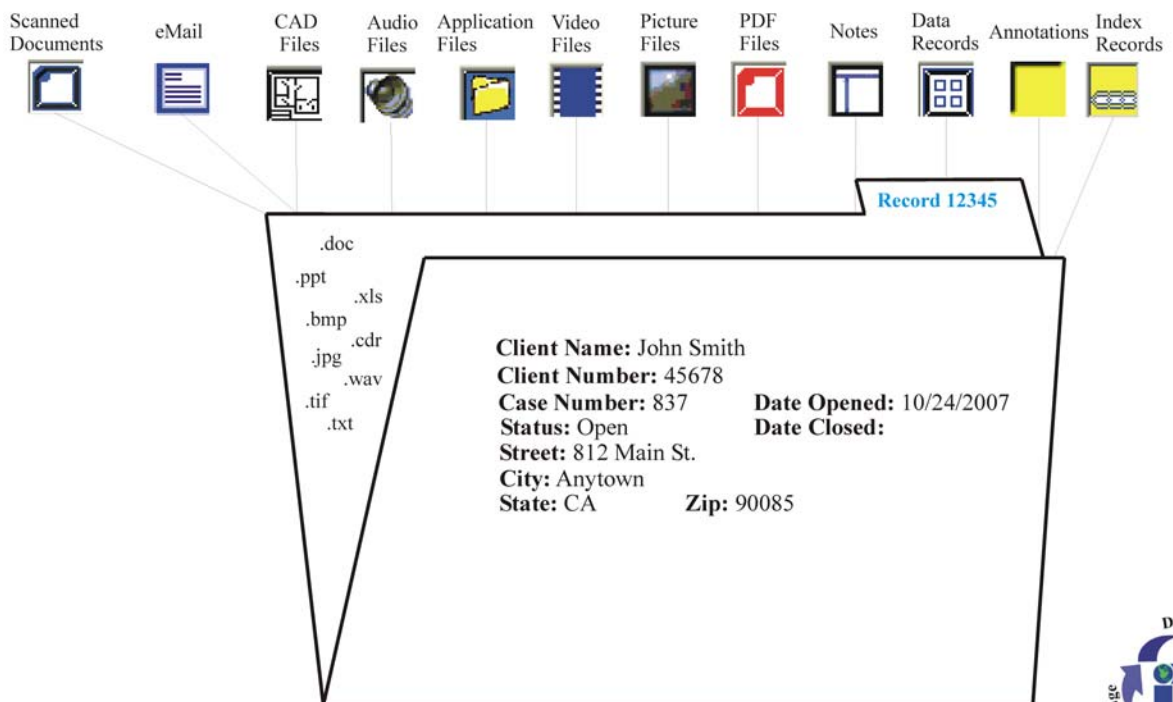 Scanned
Documents
eMail
CAD
Files
Audio
Files
Application
Files
Video
Files
Picture
Files
PDF
Files
Notes
Data
Records
Annotations
Index
Records
Record 12345
.doc
.ppt
.xls
.bmp
.cdr
.jpg
.wav
.tif
.txt
Client Name: John Smith
Client Number: 45678
Case Number: 837 Date Opened: 10/24/2007
Status: Open Date Closed:
Street: 812 Main St.
City: Anytown
State: CA Zip: 90085